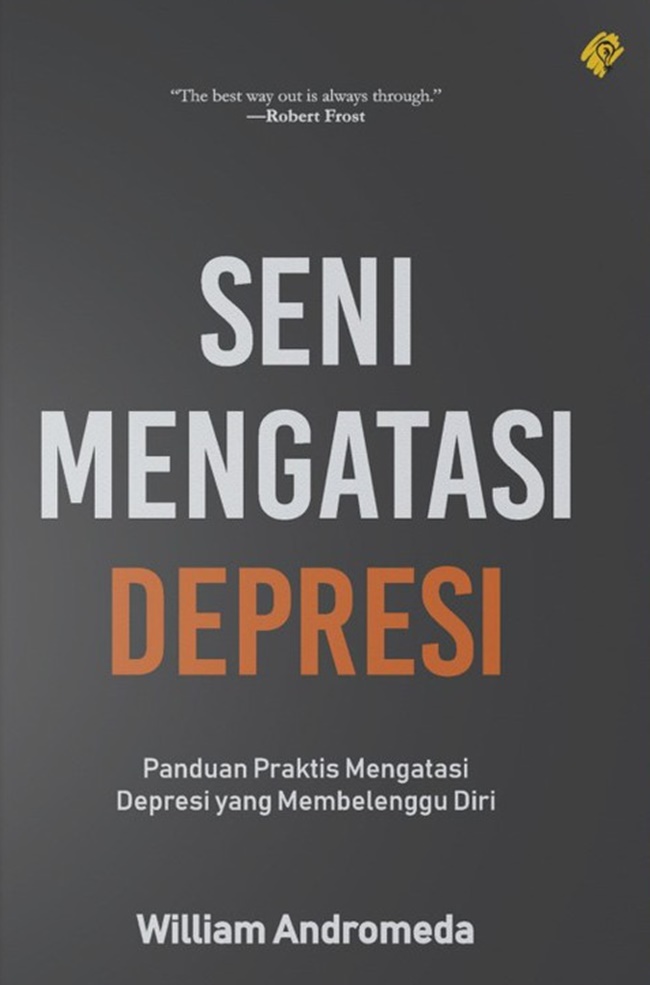 “The best way out is always through.”
—Robert Frost
SENI
MENGATASI
DEPRESI
Panduan Praktis Mengatasi
Depresi yang Membelenggu Diri
William Andromeda